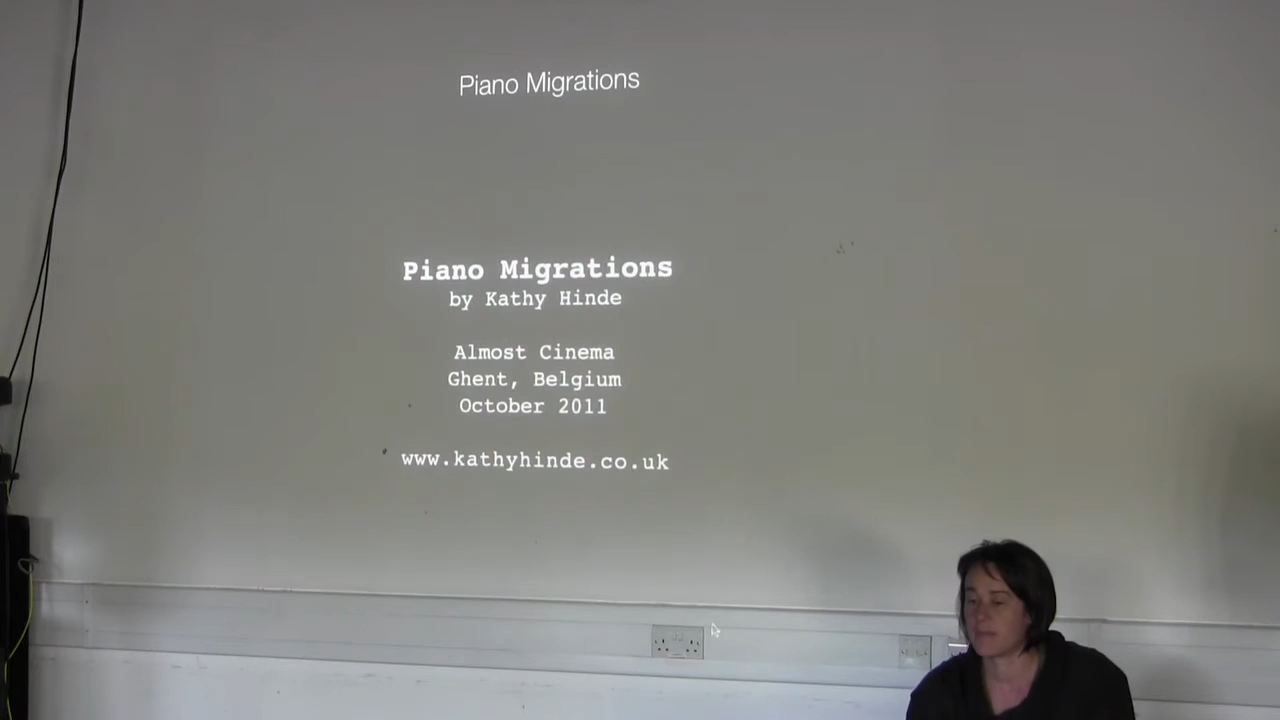 Piano Migrations
Piano Migrations
by Kathy Hinde
Almost Cinema
Ghent, Belgium
October 2011
www.kathyhinde.co.uk